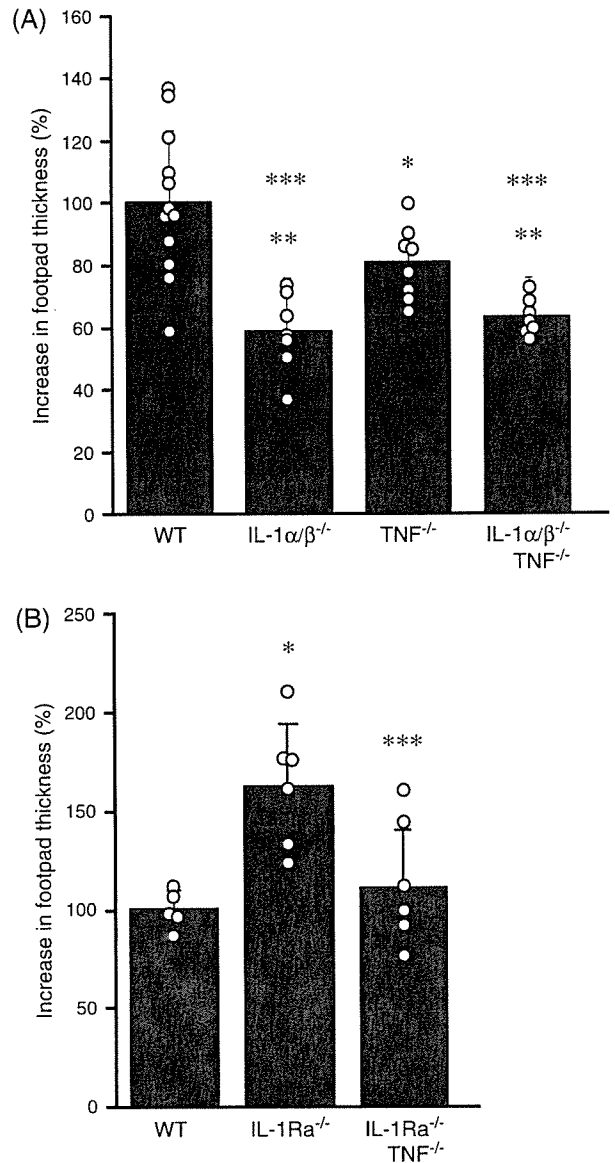 (A)
Increase in footpad thickness (%)
160
140
120
100
80
60
40
20
0
***
**
*
***
**
WT
IL-1α/β-/-
TNF-/-
IL-1α/β-/-
TNF-/-
(B)
Increase in footpad thickness (%)
250
200
150
100
50
0
*
***
WT
IL-1Ra-/-
IL-1Ra-/-
TNF-/-